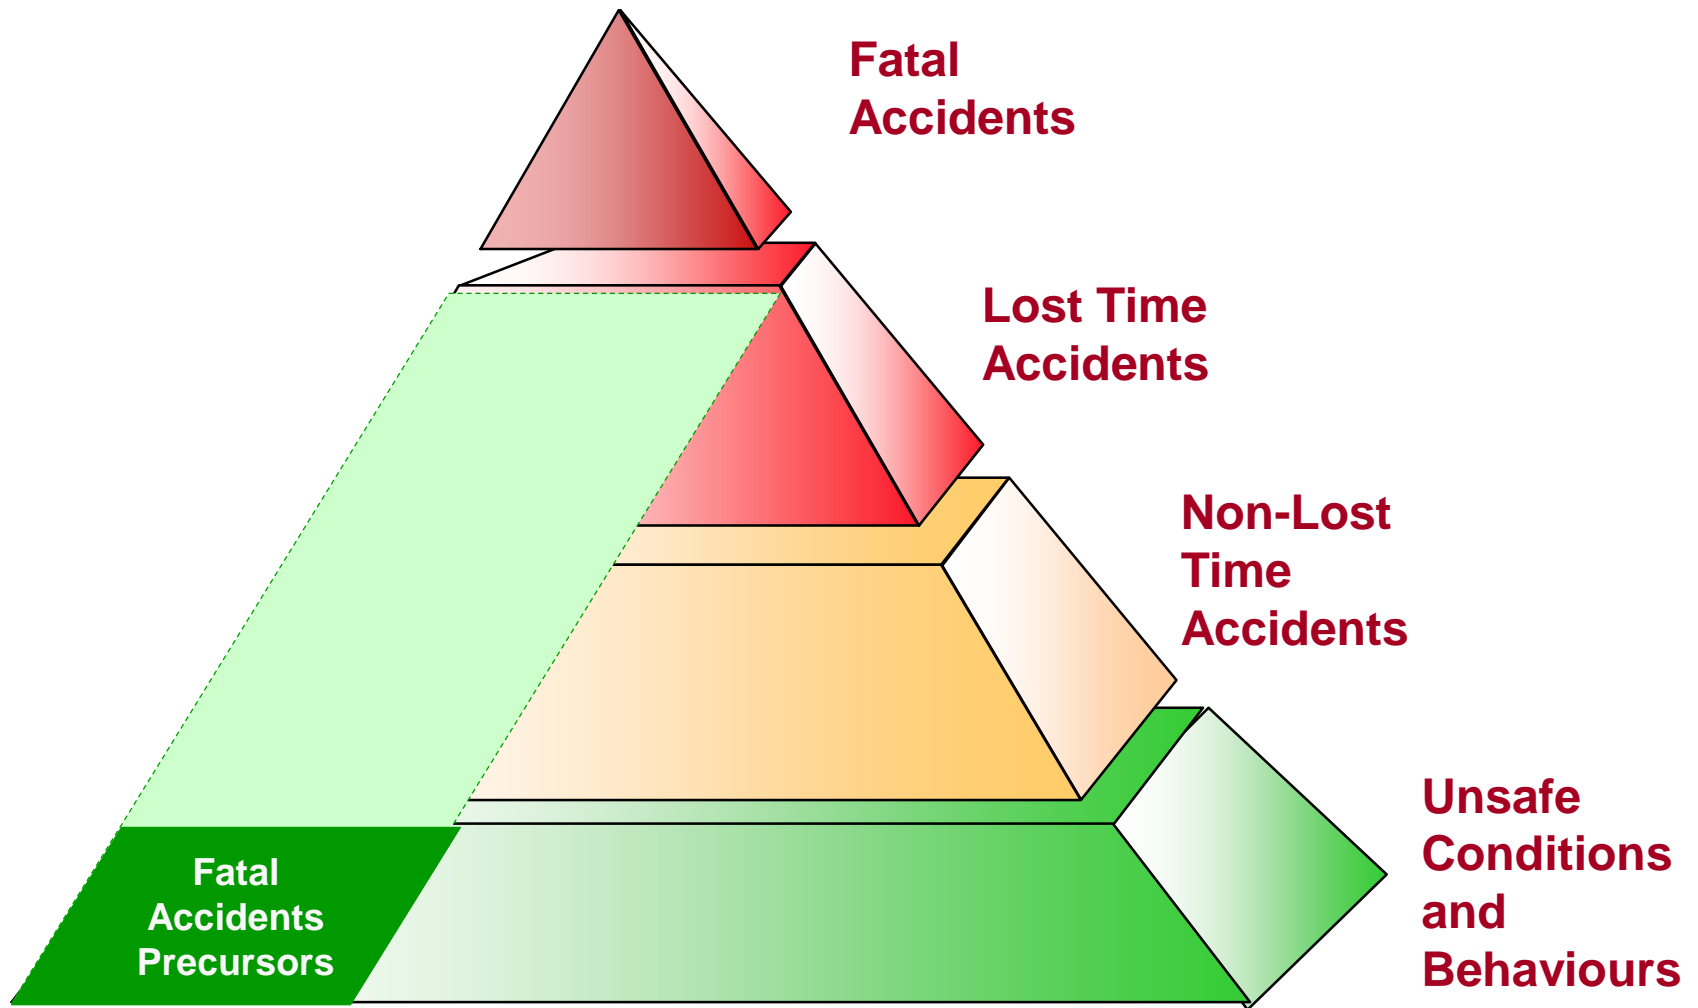 Fatal
Accidents
Lost Time
Accidents
Non-Lost
Time
Accidents
Unsafe
Conditions
and
Behaviours
Fatal
Accidents
Precursors